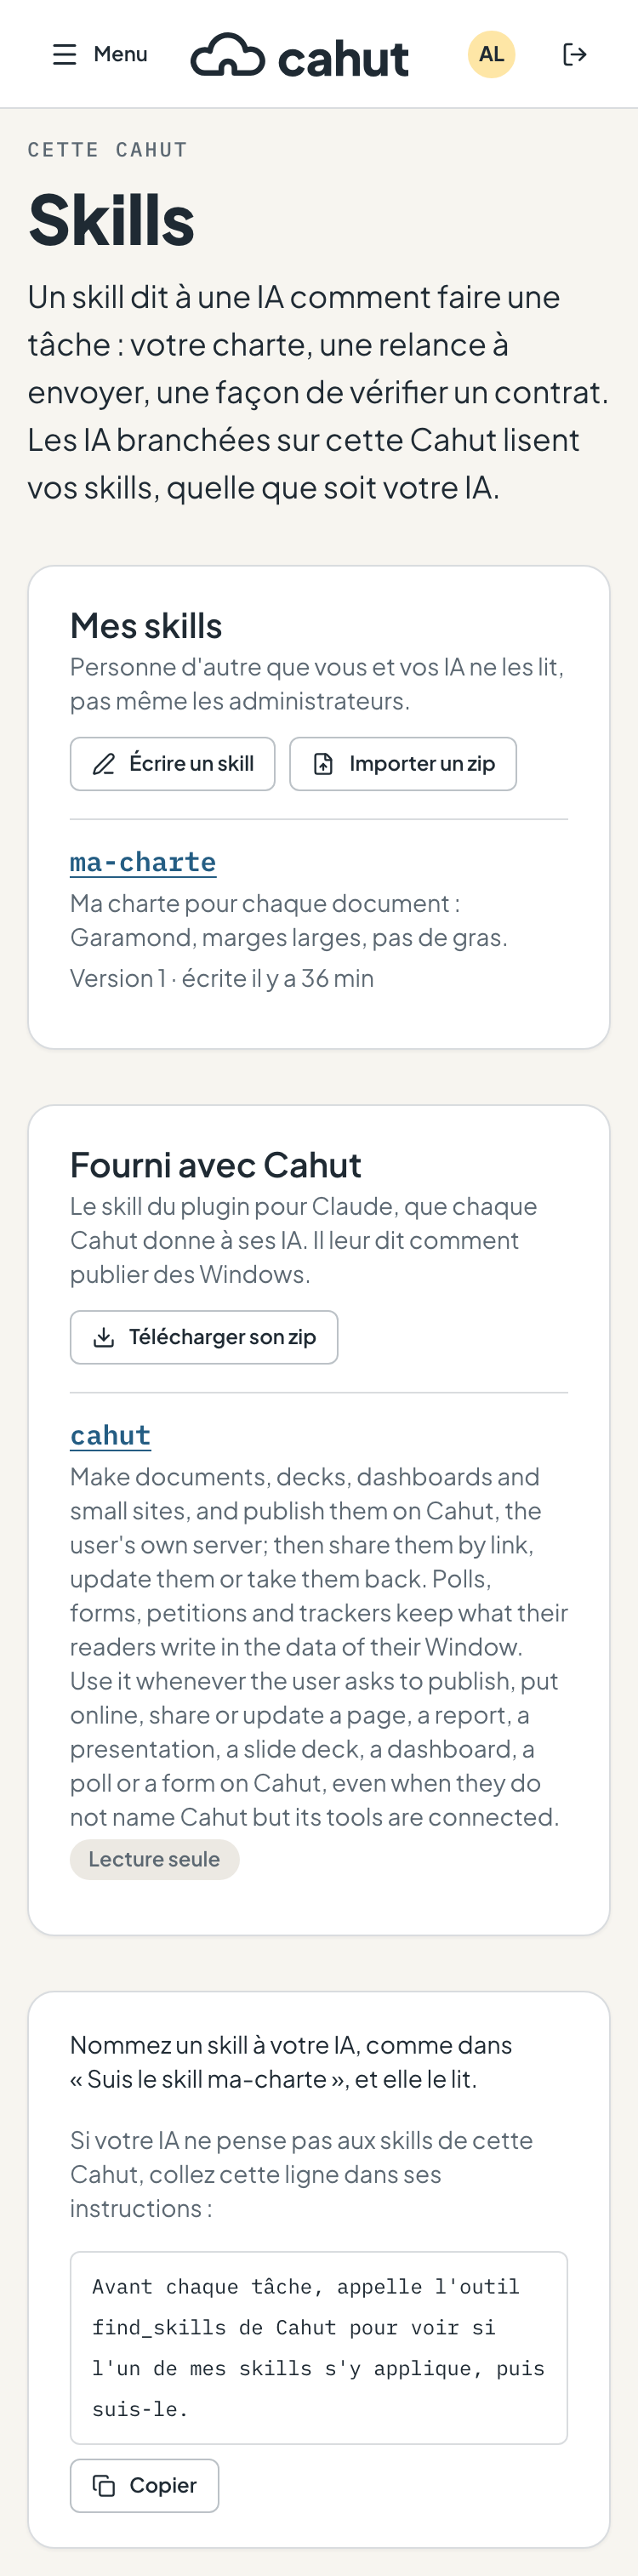 Menu
cahut
AL
CETTE CAHUT
Skills
Un skill dit à une IA comment faire une
tâche : votre charte, une relance à
envoyer, une façon de vérifier un contrat.
Les IA branchées sur cette Cahut lisent
vos skills, quelle que soit votre IA.
Mes skills
Personne d'autre que vous et vos IA ne les lit,
pas même les administrateurs.
Écrire un skill
Importer un zip
ma-charte
Ma charte pour chaque document :
Garamond, marges larges, pas de gras.
Version 1 · écrite il y a 36 min
Fourni avec Cahut
Le skill du plugin pour Claude, que chaque
Cahut donne à ses IA. Il leur dit comment
publier des Windows.
Télécharger son zip
cahut
Make documents, decks, dashboards and
small sites, and publish them on Cahut, the
user's own server; then share them by link,
update them or take them back. Polls,
forms, petitions and trackers keep what their
readers write in the data of their Window.
Use it whenever the user asks to publish, put
online, share or update a page, a report, a
presentation, a slide deck, a dashboard, a
poll or a form on Cahut, even when they do
not name Cahut but its tools are connected.
Lecture seule
Nommez un skill à votre IA, comme dans
« Suis le skill ma-charte », et elle le lit.
Si votre IA ne pense pas aux skills de cette
Cahut, collez cette ligne dans ses
instructions :
Avant chaque tâche, appelle l'outil
find_skills de Cahut pour voir si
l'un de mes skills s'y applique, puis
suis-le.
Copier